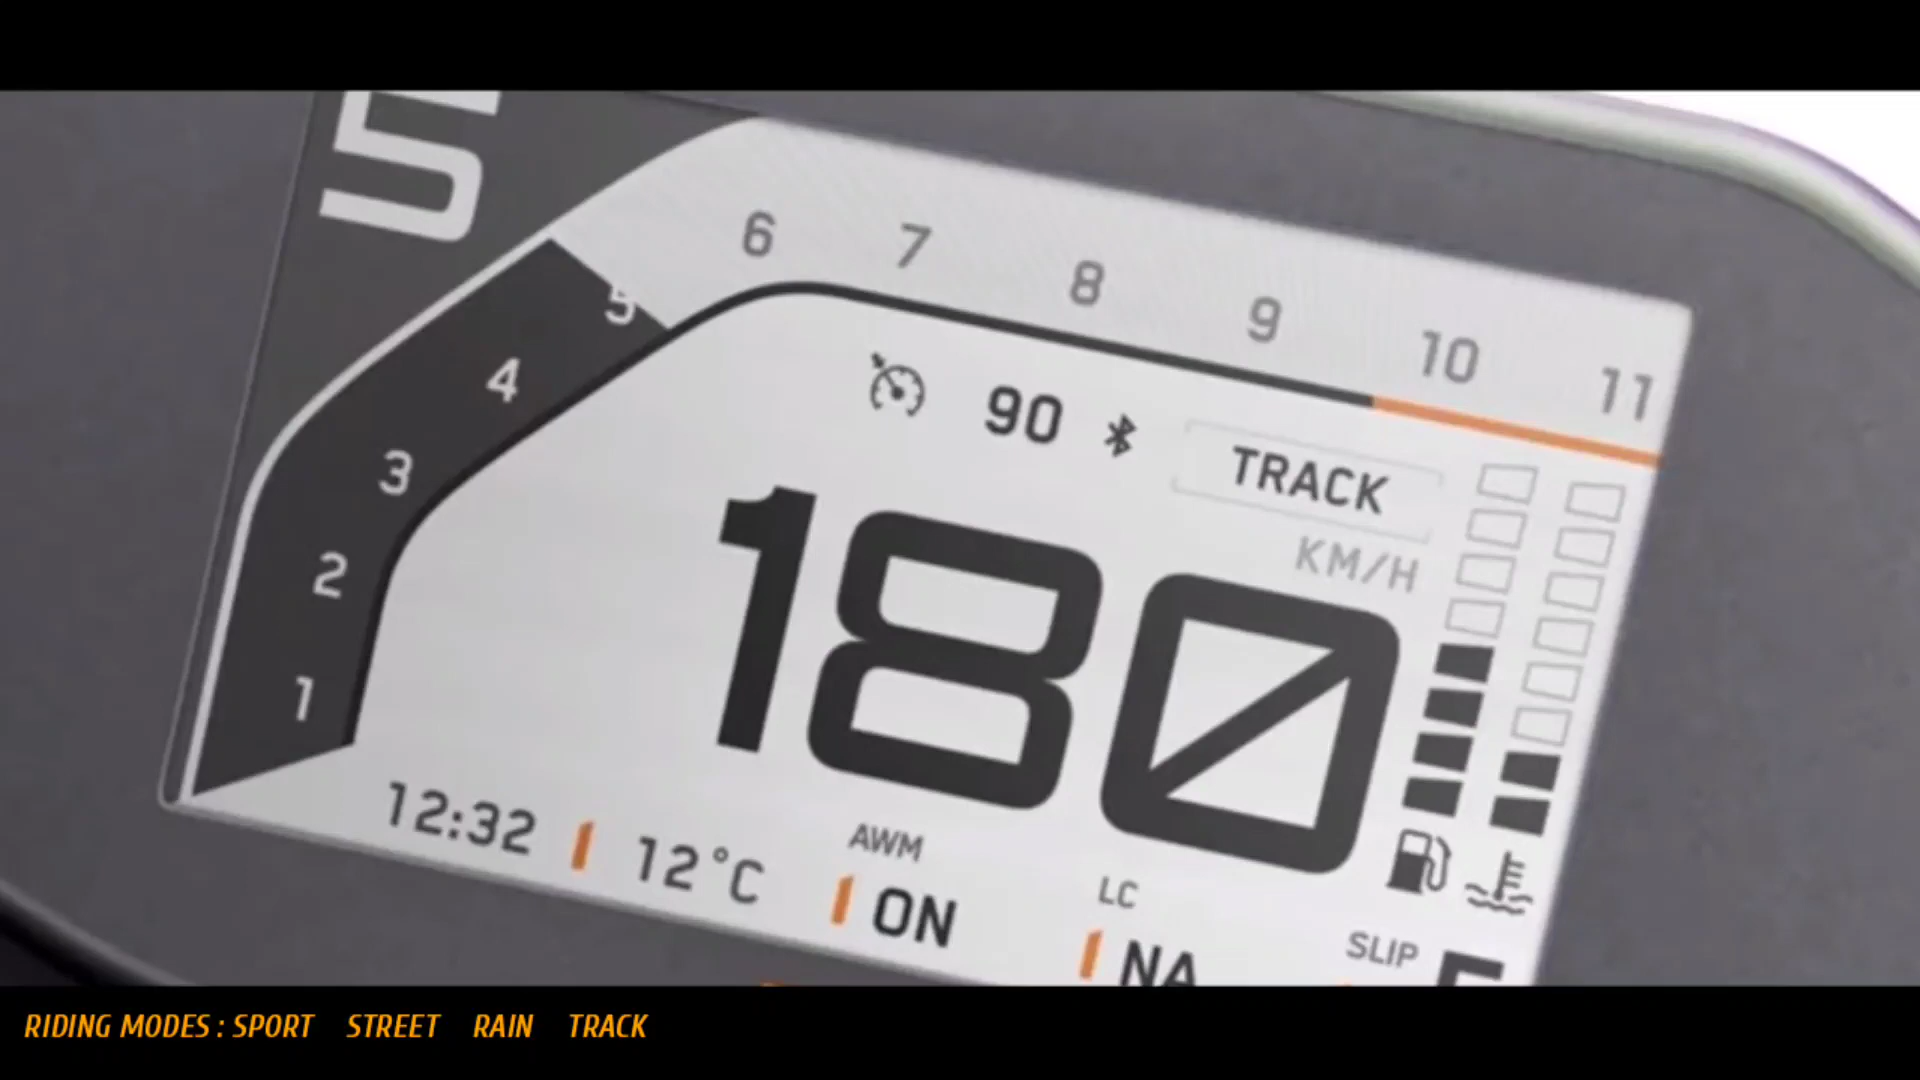 5
6 7 8 9 10 11
5
4
3
2
1
90 TRACK
KM/H
180
12:32 12°C
AWM
ON
LC
NA
SLIP
RIDING MODES : SPORT STREET RAIN TRACK